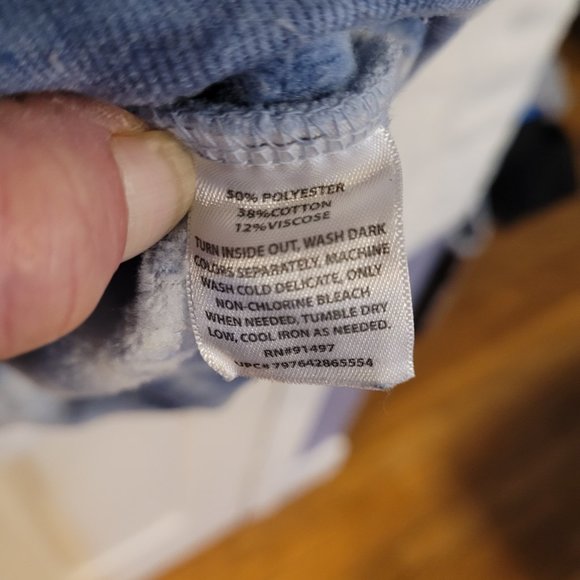 50% POLYESTER
38%COTTON
12%VISCOSE
TURN INSIDE OUT, WASH DARK
COLORS SEPARATELY. MACHINE
WASH COLD DELICATE, ONLY
NON-CHLORINE BLEACH
WHEN NEEDED, TUMBLE DRY
LOW, COOL IRON AS NEEDED.
RN#91497
UPC# 797642865554